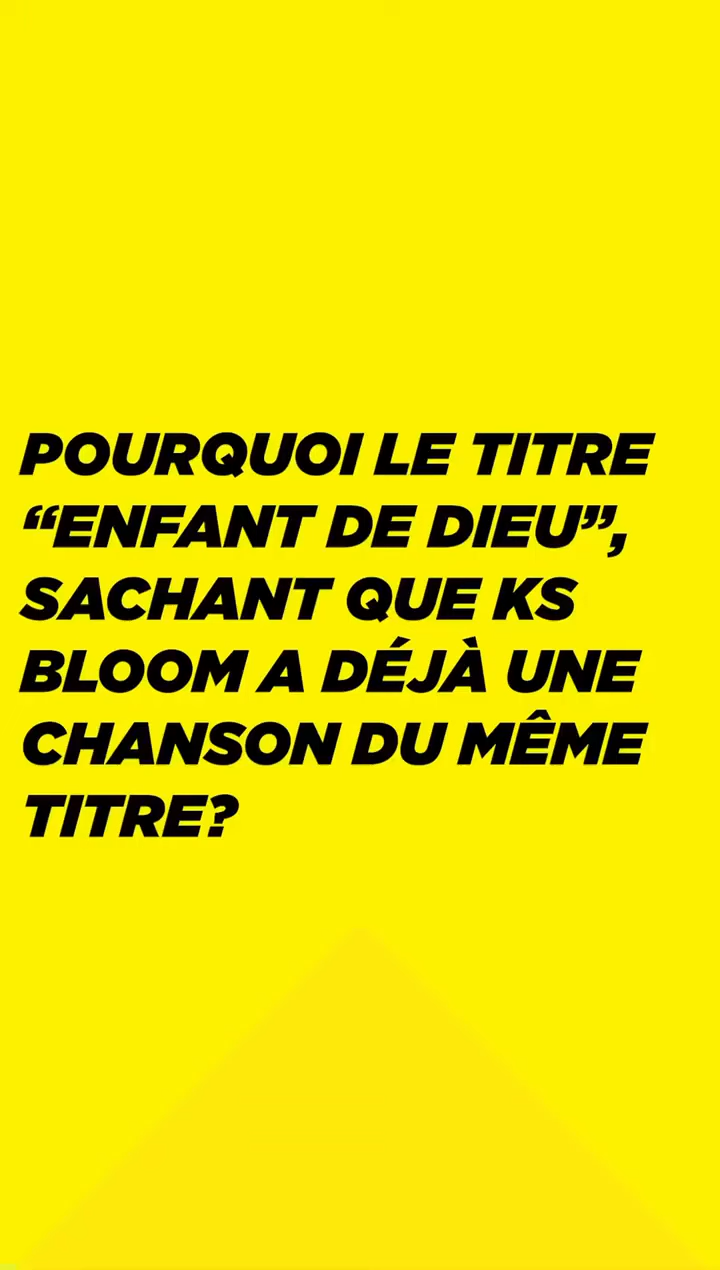 POURQUOI LE TITRE
“ENFANT DE DIEU”,
SACHANT QUE KS
BLOOM A DÉJÀ UNE
CHANSON DU MÊME
TITRE?